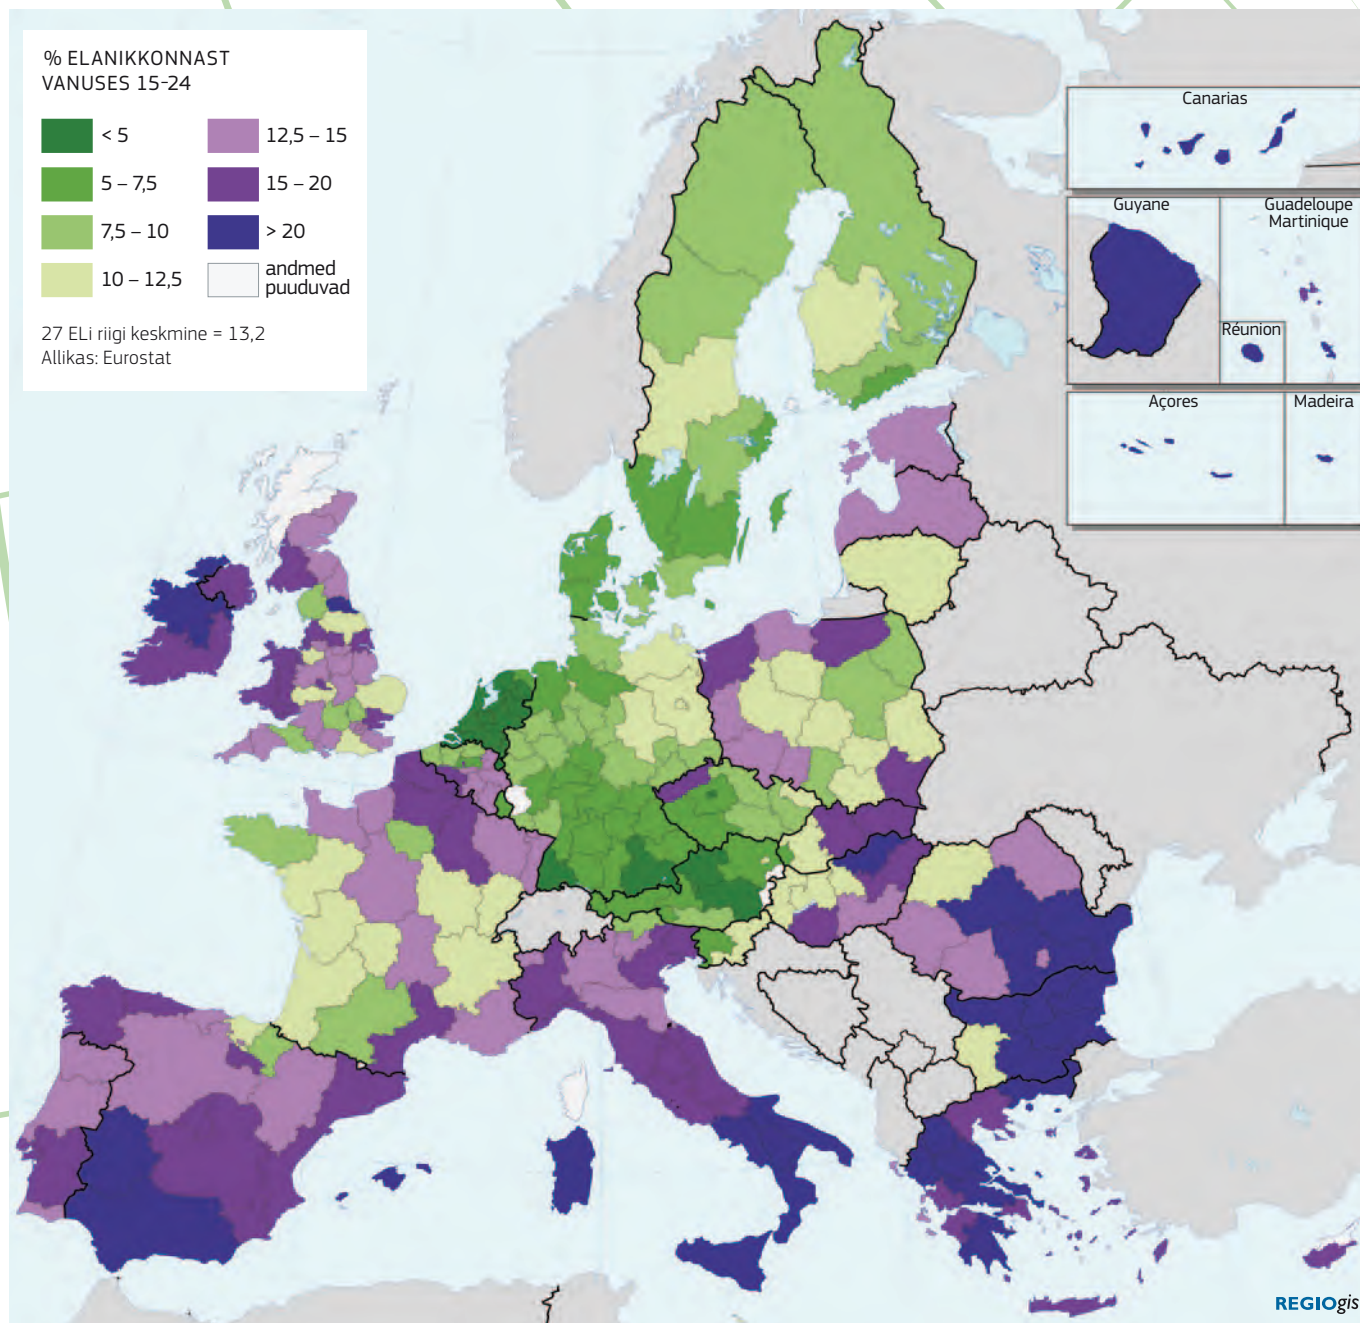 % ELANIKKONNAST
VANUSES 15-24
< 5
5 – 7,5
7,5 – 10
10 – 12,5
12,5 – 15
15 – 20
> 20
andmed
puuduvad
27 ELi riigi keskmine = 13,2
Allikas: Eurostat
Canarias
Guyane
Guadeloupe
Martinique
Réunion
Açores
Madeira
REGIOgis